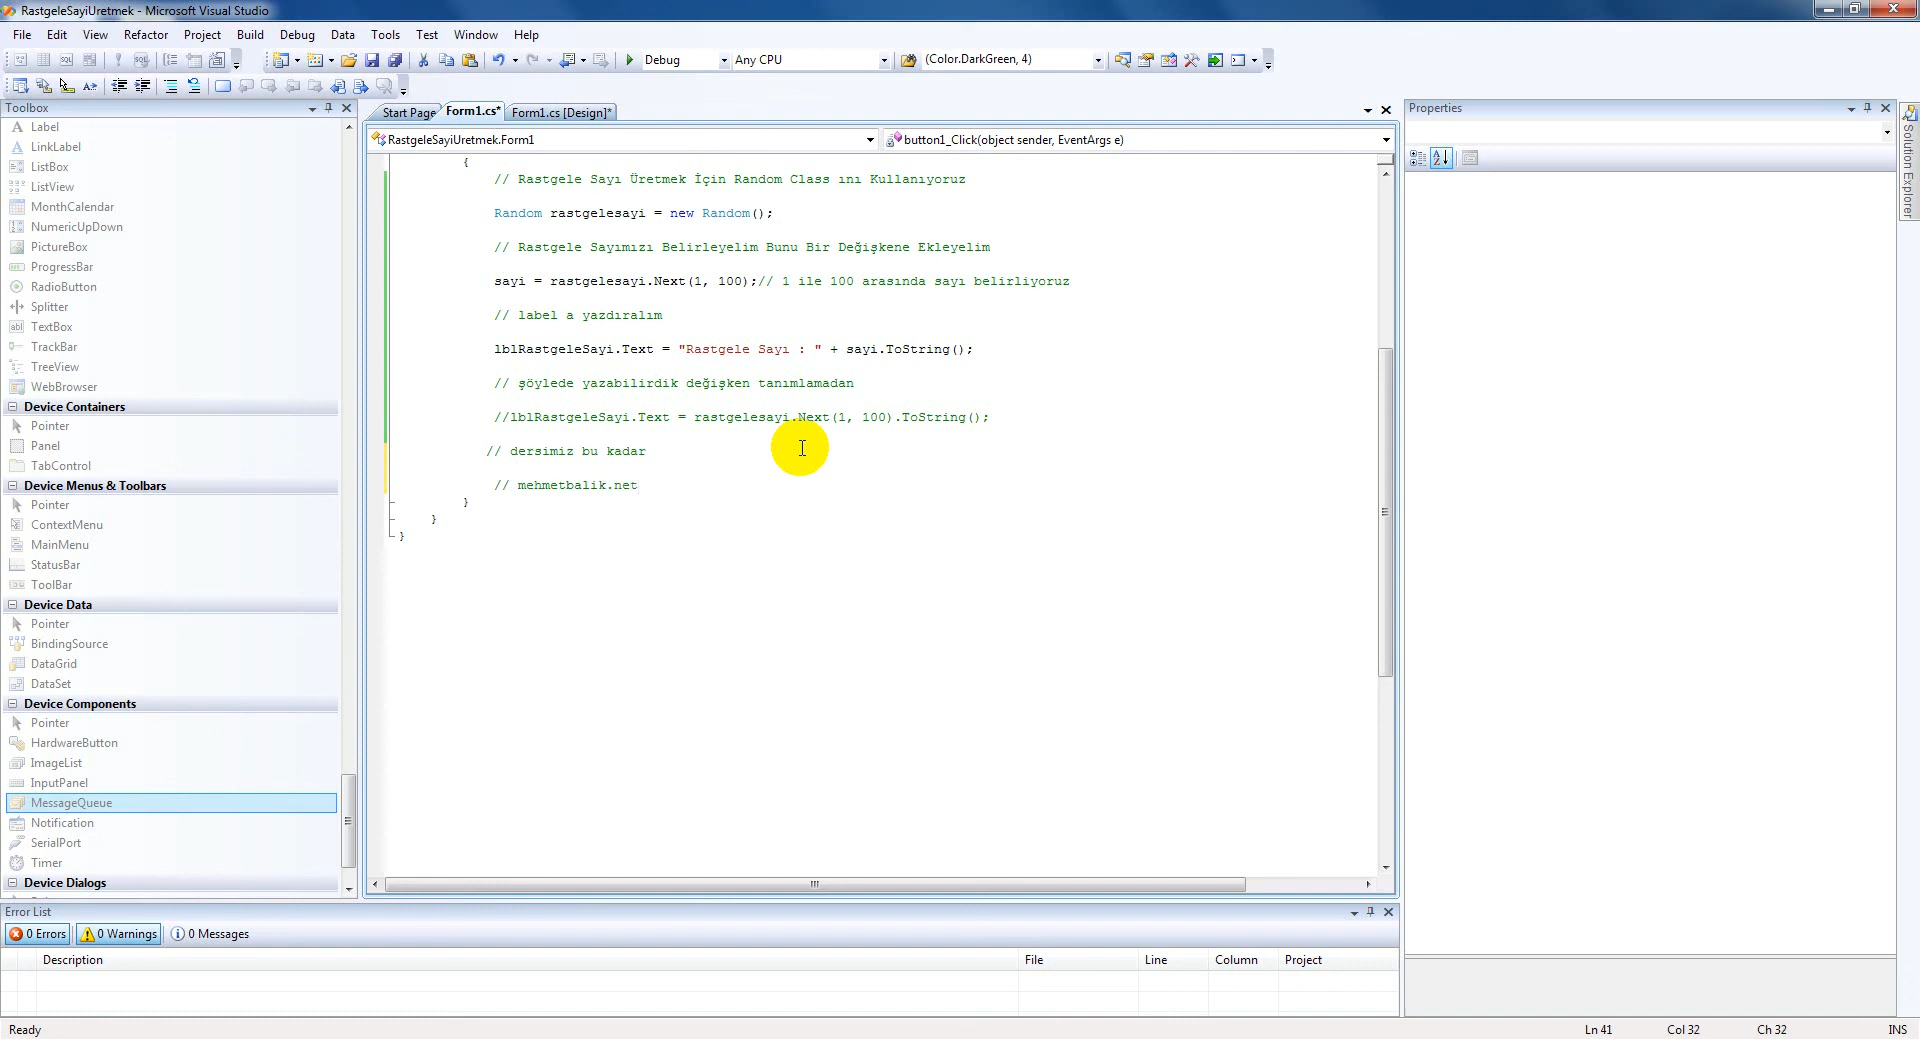 RastgeleSayiUretmek - Microsoft Visual Studio
File Edit View Refactor Project Build Debug Data Tools Test Window Help
Debug Any CPU (Color.DarkGreen, 4)
Toolbox
Label
LinkLabel
ListBox
ListView
MonthCalendar
NumericUpDown
PictureBox
ProgressBar
RadioButton
Splitter
TextBox
TrackBar
TreeView
WebBrowser
Device Containers
Pointer
Panel
TabControl
Device Menus & Toolbars
Pointer
ContextMenu
MainMenu
StatusBar
ToolBar
Device Data
Pointer
BindingSource
DataGrid
DataSet
Device Components
Pointer
HardwareButton
ImageList
InputPanel
MessageQueue
Notification
SerialPort
Timer
Device Dialogs
Start Page Form1.cs* Form1.cs [Design]*
RastgeleSayiUretmek.Form1 button1_Click(object sender, EventArgs e)
{
// Rastgele Sayı Üretmek İçin Random Class ını Kullanıyoruz
Random rastgelesayi = new Random();
// Rastgele Sayımızı Belirleyelim Bunu Bir Değişkene Ekleyelim
sayi = rastgelesayi.Next(1, 100);// 1 ile 100 arasında sayı belirliyoruz
// label a yazdıralım
lblRastgeleSayi.Text = "Rastgele Sayı : " + sayi.ToString();
// şöylede yazabilirdik değişken tanımlamadan
//lblRastgeleSayi.Text = rastgelesayi.Next(1, 100).ToString();
// dersimiz bu kadar
// mehmetbalik.net
}
}
}
Properties
Solution Explorer
Error List
0 Errors 0 Warnings 0 Messages
Description File Line Column Project
Ready Ln 41 Col 32 Ch 32 INS